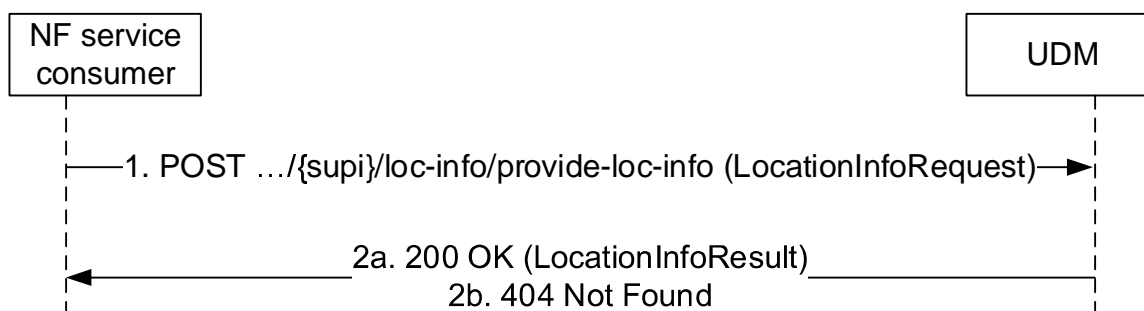 NF service
consumer
UDM
1. POST …/{supi}/loc-info/provide-loc-info (LocationInfoRequest)
2a. 200 OK (LocationInfoResult)
2b. 404 Not Found